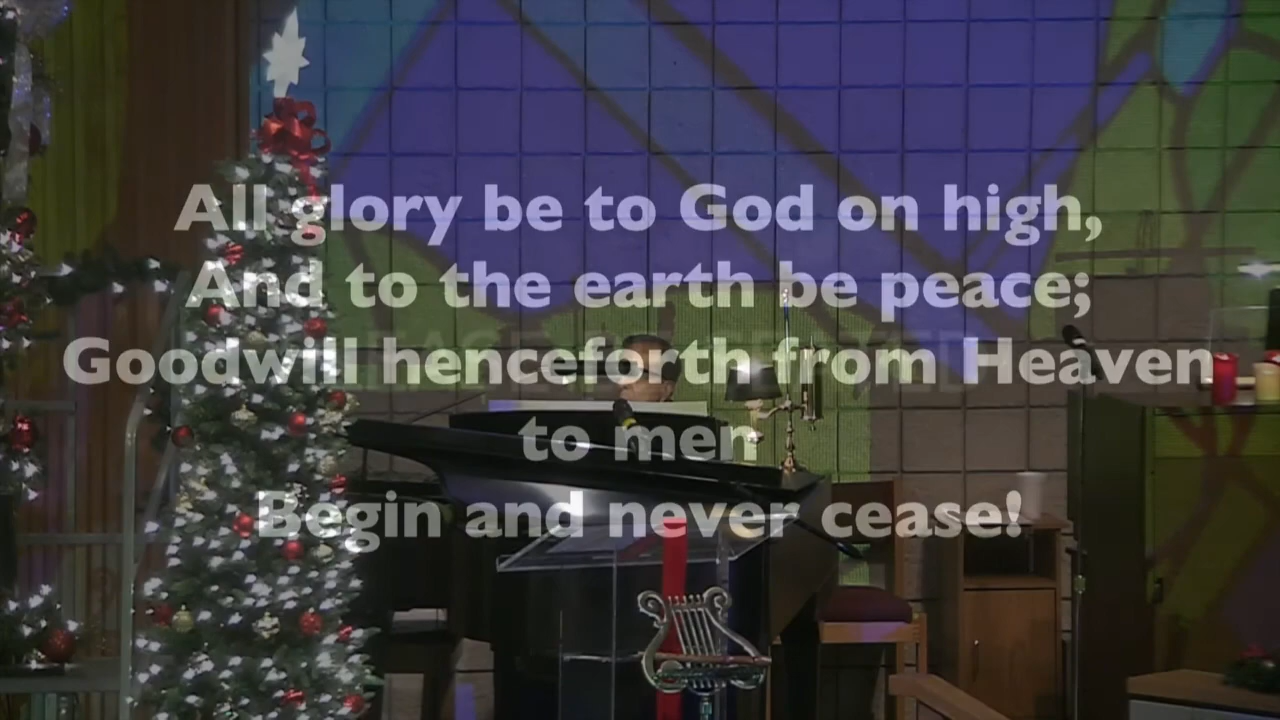 All glory be to God on high,
And to the earth be peace;
Goodwill henceforth from Heaven
to men
Begin and never cease!